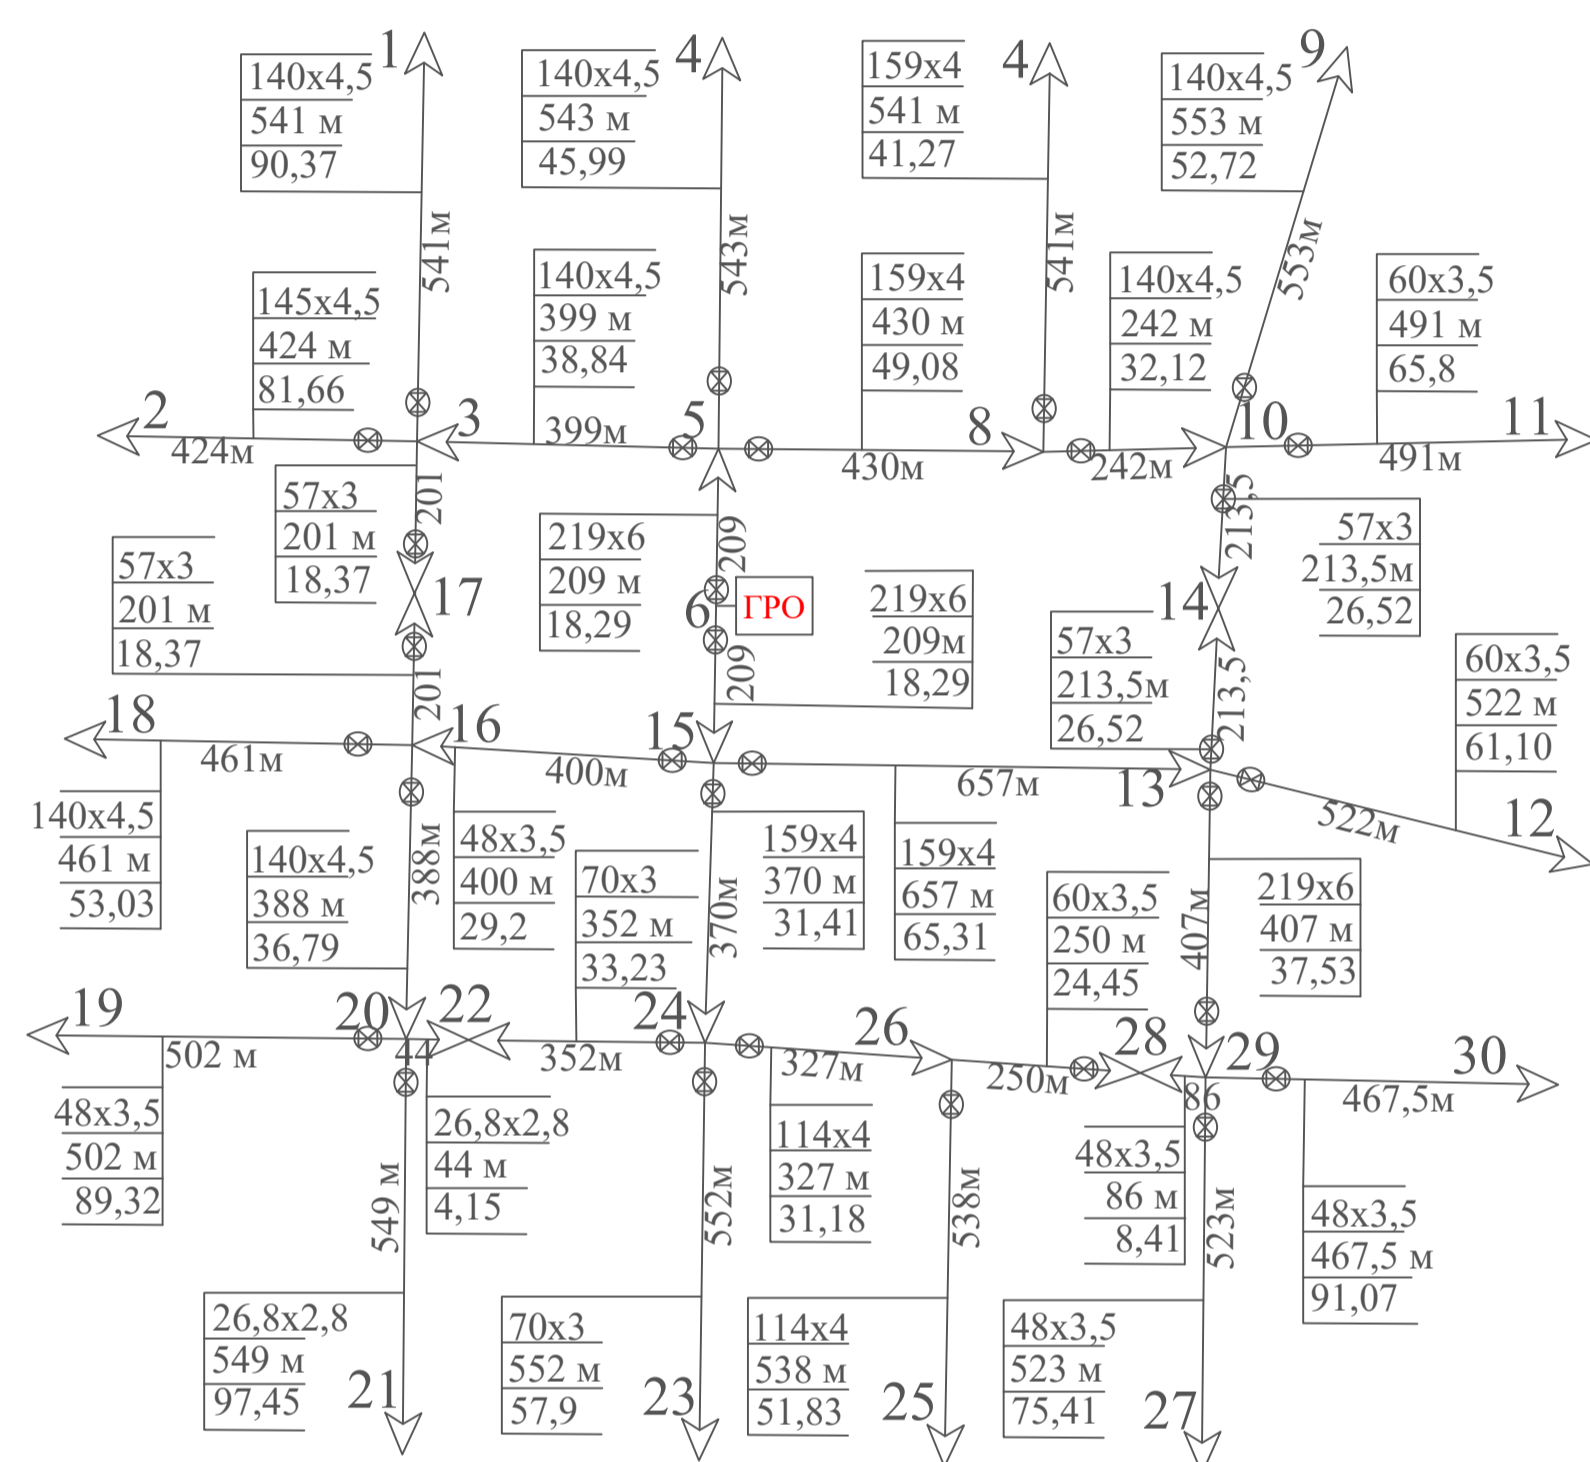 140x4,5
541 м
90,37
1
140x4,5
543 м
45,99
4
159x4
541 м
41,27
4
140x4,5
553 м
52,72
9
541м
543м
541м
553м
145x4,5
424 м
81,66
140x4,5
399 м
38,84
159x4
430 м
49,08
140x4,5
242 м
32,12
60x3,5
491 м
65,8
2
424м
3
399м
5
430м
8
242м
10
491м
11
57x3
201 м
18,37
201
219x6
209 м
18,29
209
213,5
57x3
213,5м
26,52
57x3
201 м
18,37
17
6
ГРО
219x6
209м
18,29
14
57x3
213,5м
26,52
60x3,5
522 м
61,10
201
209
213,5
18
461м
16
400м
15
657м
13
522м
12
140x4,5
461 м
53,03
140x4,5
388 м
36,79
388м
48x3,5
400 м
29,2
70x3
352 м
33,23
370м
159x4
370 м
31,41
159x4
657 м
65,31
60x3,5
250 м
24,45
407м
219x6
407 м
37,53
19
502 м
20
44
22
352м
24
327м
26
250м
28
86
29
467,5м
30
48x3,5
502 м
89,32
549 м
26,8x2,8
44 м
4,15
552м
114x4
327 м
31,18
538м
48x3,5
86 м
8,41
523м
48x3,5
467,5 м
91,07
26,8x2,8
549 м
97,45
21
70x3
552 м
57,9
23
114x4
538 м
51,83
25
48x3,5
523 м
75,41
27